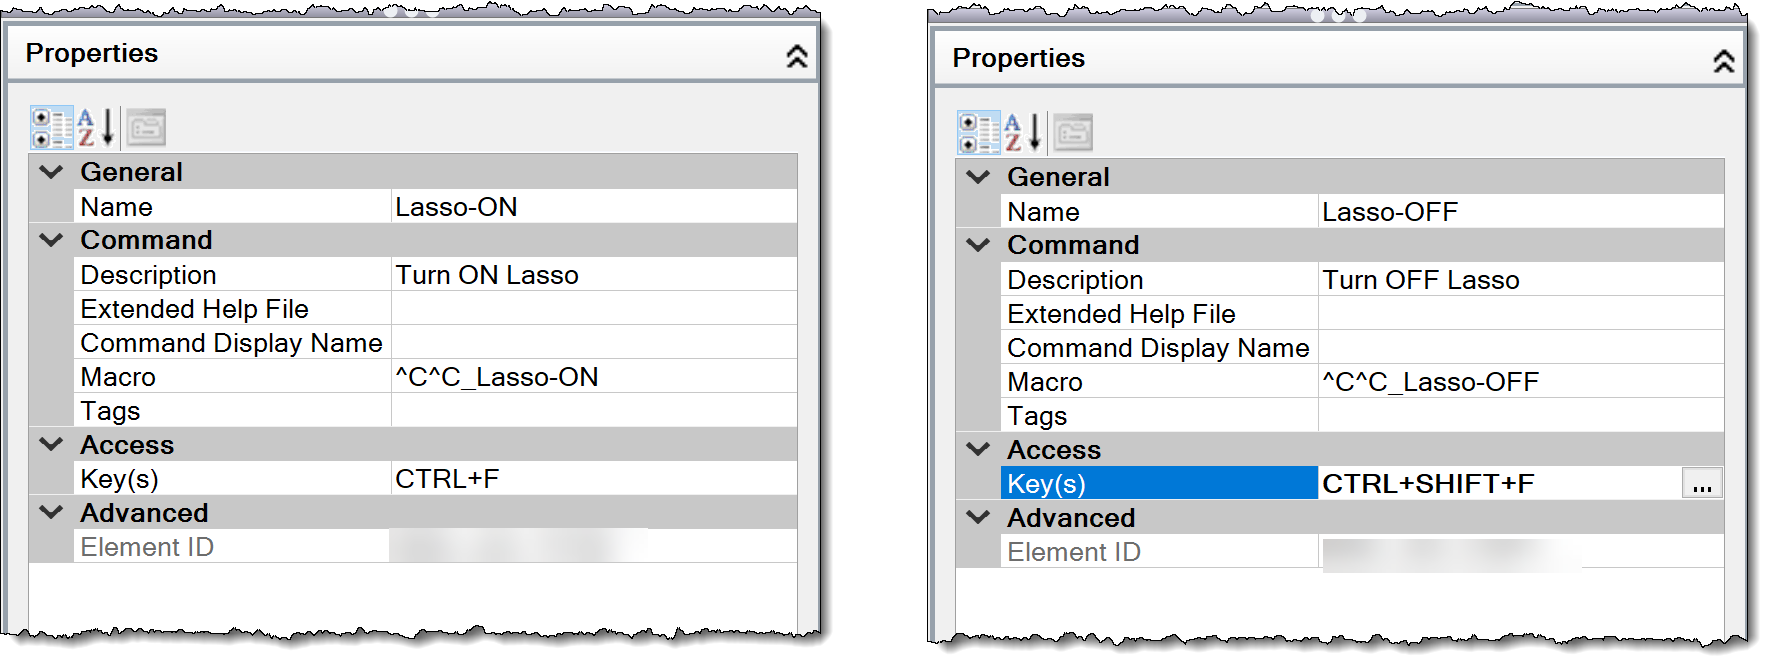 Properties
A
Z
General
Name Lasso-ON
Command
Description Turn ON Lasso
Extended Help File
Command Display Name
Macro ^C^C_Lasso-ON
Tags
Access
Key(s) CTRL+F
Advanced
Element ID
Properties
A
Z
General
Name Lasso-OFF
Command
Description Turn OFF Lasso
Extended Help File
Command Display Name
Macro ^C^C_Lasso-OFF
Tags
Access
Key(s) CTRL+SHIFT+F ...
Advanced
Element ID